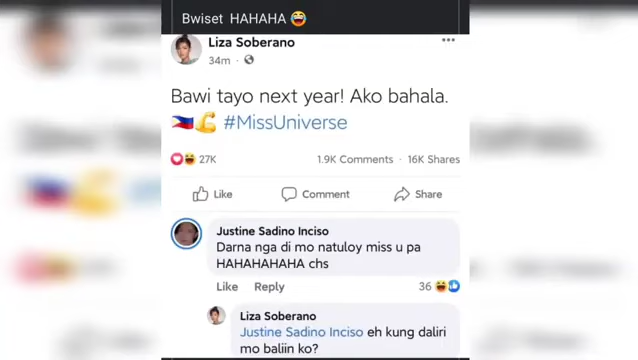 Bwiset HAHAHA 😂
Liza Soberano
34m ·
Bawi tayo next year! Ako bahala.
🇵🇭💪 #MissUniverse
27K 1.9K Comments · 16K Shares
Like Comment Share
Justine Sadino Inciso
Darna nga di mo natuloy miss u pa
HAHAHAHAHA chs
Like Reply 36
Liza Soberano
Justine Sadino Inciso eh kung daliri
mo baliin ko?